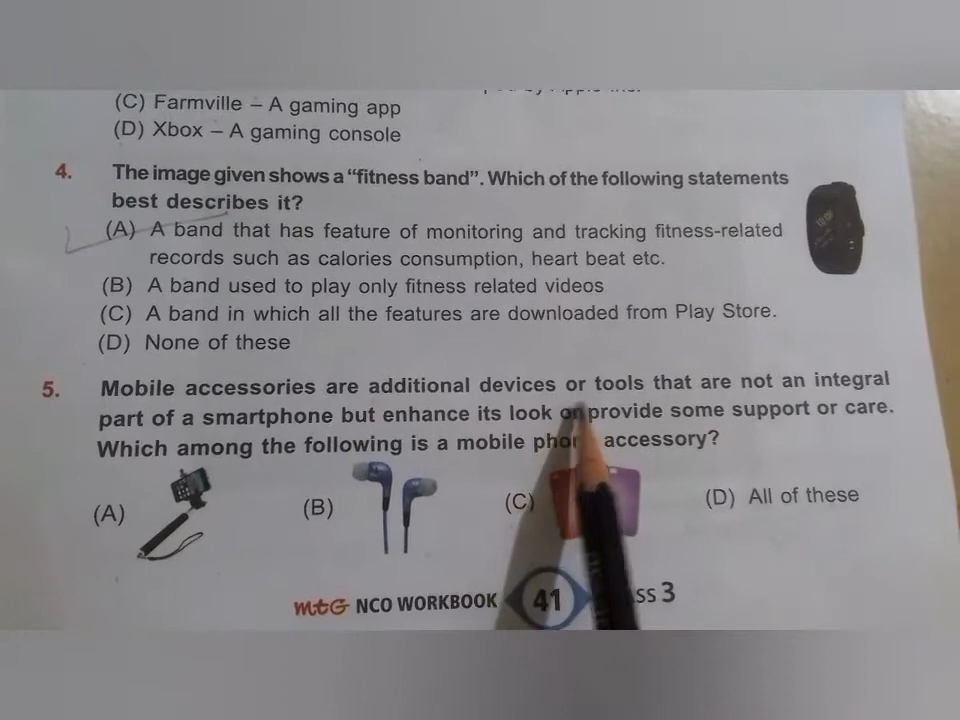 (C) Farmville – A gaming app
(D) Xbox – A gaming console
4. The image given shows a “fitness band”. Which of the following statements
best describes it?
(A) A band that has feature of monitoring and tracking fitness-related
records such as calories consumption, heart beat etc.
(B) A band used to play only fitness related videos
(C) A band in which all the features are downloaded from Play Store.
(D) None of these
5. Mobile accessories are additional devices or tools that are not an integral
part of a smartphone but enhance its look or provide some support or care.
Which among the following is a mobile phone accessory?
(A) (B) (C) (D) All of these
mtG NCO WORKBOOK 41 3